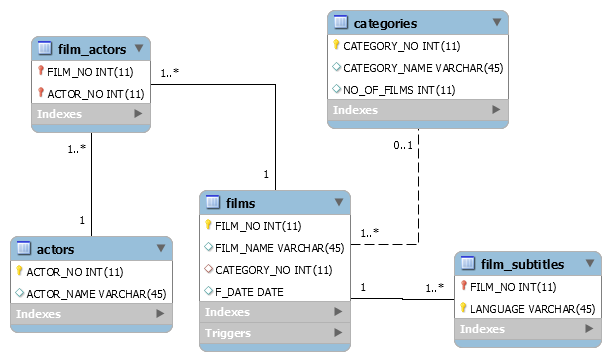 film_actors
FILM_NO INT(11)
ACTOR_NO INT(11)
Indexes
1..*
1..*
categories
CATEGORY_NO INT(11)
CATEGORY_NAME VARCHAR(45)
NO_OF_FILMS INT(11)
Indexes
0..1
1
films
FILM_NO INT(11)
FILM_NAME VARCHAR(45)
CATEGORY_NO INT(11)
F_DATE DATE
Indexes
Triggers
1..*
1
actors
ACTOR_NO INT(11)
ACTOR_NAME VARCHAR(45)
Indexes
1
1..*
film_subtitles
FILM_NO INT(11)
LANGUAGE VARCHAR(45)
Indexes